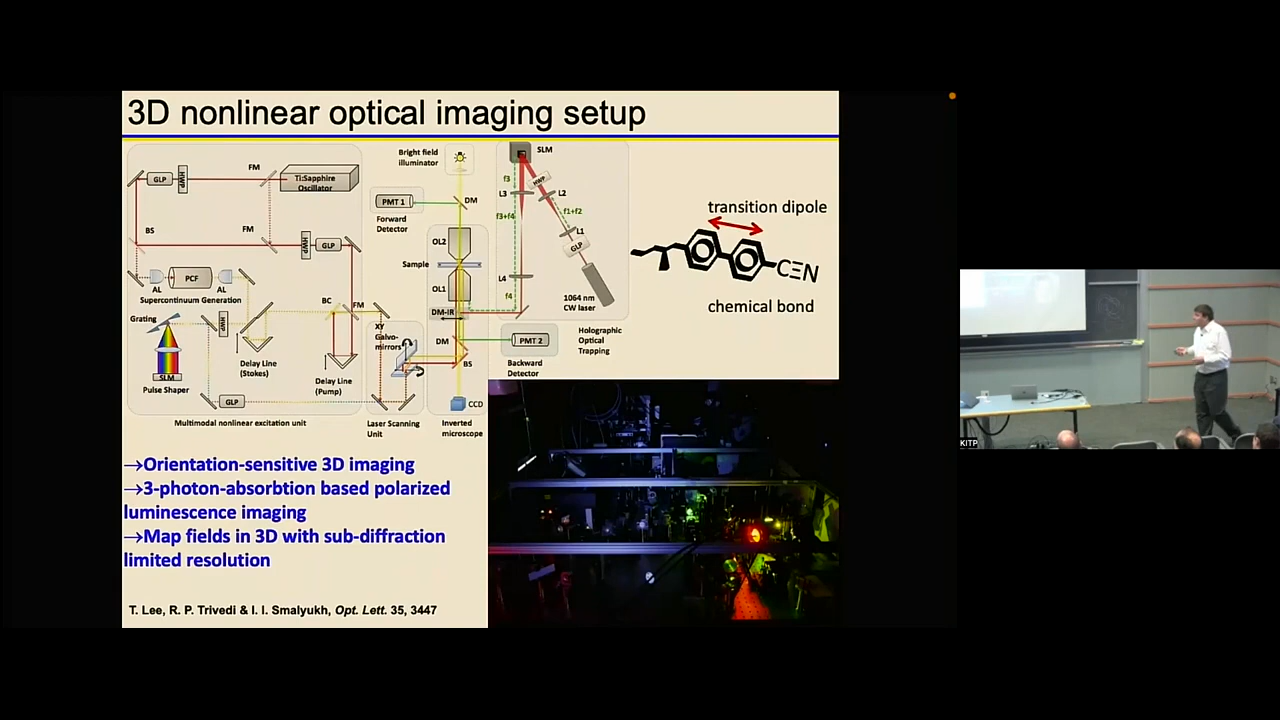 3D nonlinear optical imaging setup
Bright field
illuminator
SLM
FM
Ti:Sapphire
Oscillator
GLP
HWP
f3
HWP
L3
L2
PMT 1
DM
Forward
Detector
f3+f4
f1+f2
L1
GLP
BS
FM
HWP
GLP
OL2
Sample
OL1
L4
f4
1064 nm
CW laser
AL
PCF
AL
Supercontinuum Generation
BC
FM
DM-IR
Grating
HWP
XY
Galvo-
mirrors
DM
PMT 2
Holographic
Optical
Trapping
BS
Backward
Detector
Delay Line
(Stokes)
Delay Line
(Pump)
SLM
Pulse Shaper
GLP
CCD
Multimodal nonlinear excitation unit
Laser Scanning
Unit
Inverted
microscope
transition dipole
C≡N
chemical bond
→Orientation-sensitive 3D imaging
→3-photon-absorbtion based polarized
luminescence imaging
→Map fields in 3D with sub-diffraction
limited resolution
T. Lee, R. P. Trivedi & I. I. Smalyukh, Opt. Lett. 35, 3447
KITP